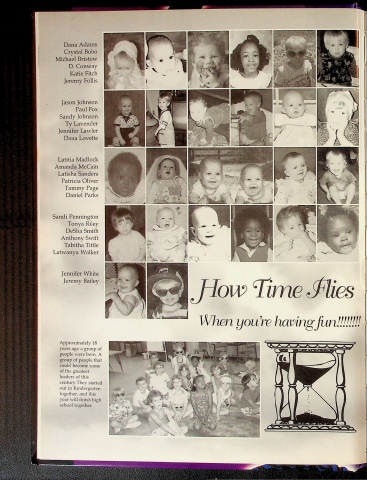 Dana Adams
Crystal Bobo
Michael Bristow
D. Conway
Katie Fitch
Jeremy Follis
Jason Johnson
Paul Fox
Sandy Johnson
Ty Lavender
Jennifer Lawler
Dana Lovette
Latitia Madlock
Amanda McCain
Latisha Sanders
Patricia Oliver
Tammy Page
Daniel Parks
Sandi Pennington
Tonya Riley
DeSha Smith
Anthony Swift
Tabitha Tittle
Latwanya Walker
Jennifer White
Jeremy Bailey
How Time Flies
When you're having fun!!!!!!!!
Approximately 18
years ago a group of
people were born. A
group of people that
could become some
of the greatest
leaders of this
century. They started
out in Kindergarten
together, and this
year will finish high
school together.